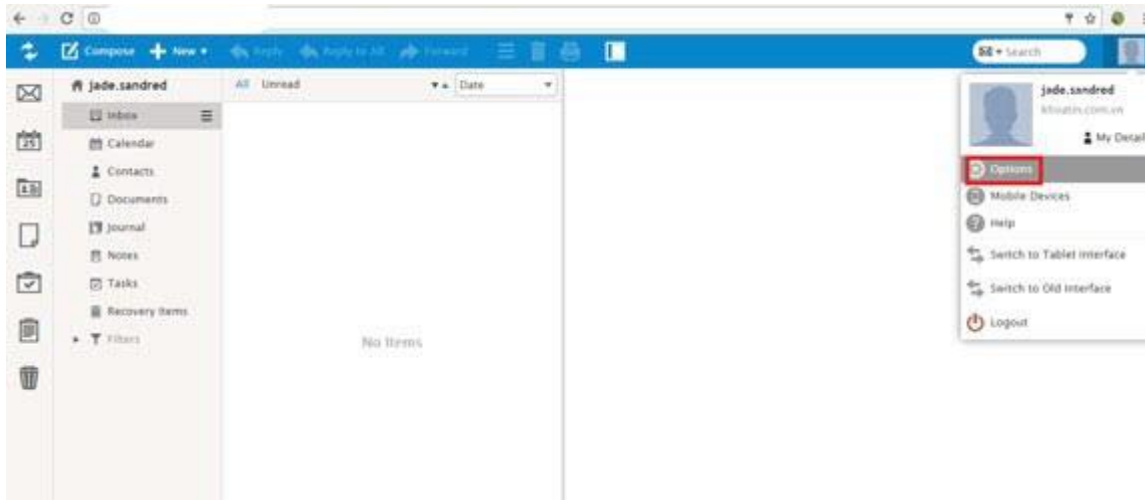 Compose New Reply Reply to All Forward Search
jade.sandred
All Unread Date
Inbox
Calendar
Contacts
Documents
Journal
Notes
Tasks
Recovery Items
Filters
No Items
jade.sandred
My Detail
Options
Mobile Devices
Help
Switch to Tablet Interface
Switch to Old Interface
Logout
25